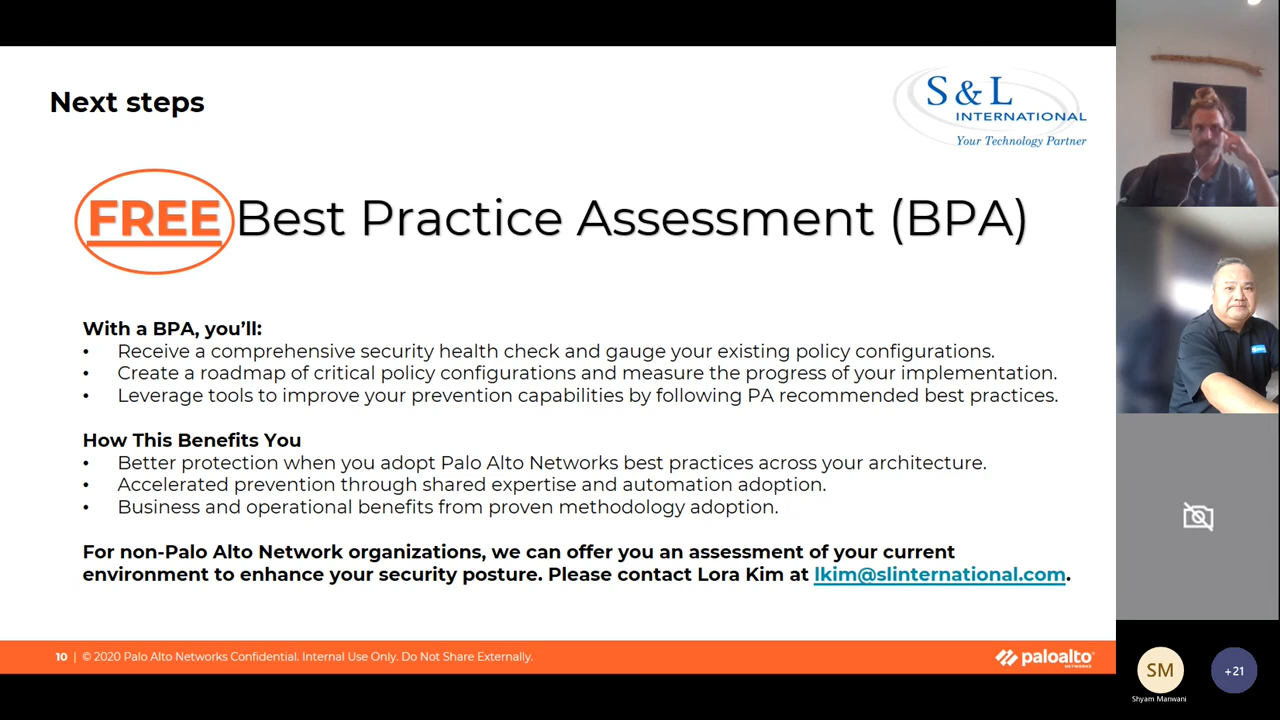 Next steps
S & L
INTERNATIONAL
Your Technology Partner
FREE Best Practice Assessment (BPA)
With a BPA, you’ll:
• Receive a comprehensive security health check and gauge your existing policy configurations.
• Create a roadmap of critical policy configurations and measure the progress of your implementation.
• Leverage tools to improve your prevention capabilities by following PA recommended best practices.
How This Benefits You
• Better protection when you adopt Palo Alto Networks best practices across your architecture.
• Accelerated prevention through shared expertise and automation adoption.
• Business and operational benefits from proven methodology adoption.
For non-Palo Alto Network organizations, we can offer you an assessment of your current
environment to enhance your security posture. Please contact Lora Kim at lkim@slinternational.com.
10 | © 2020 Palo Alto Networks Confidential. Internal Use Only. Do Not Share Externally.
paloalto
NETWORKS
SM
+21
Shyam Manwani